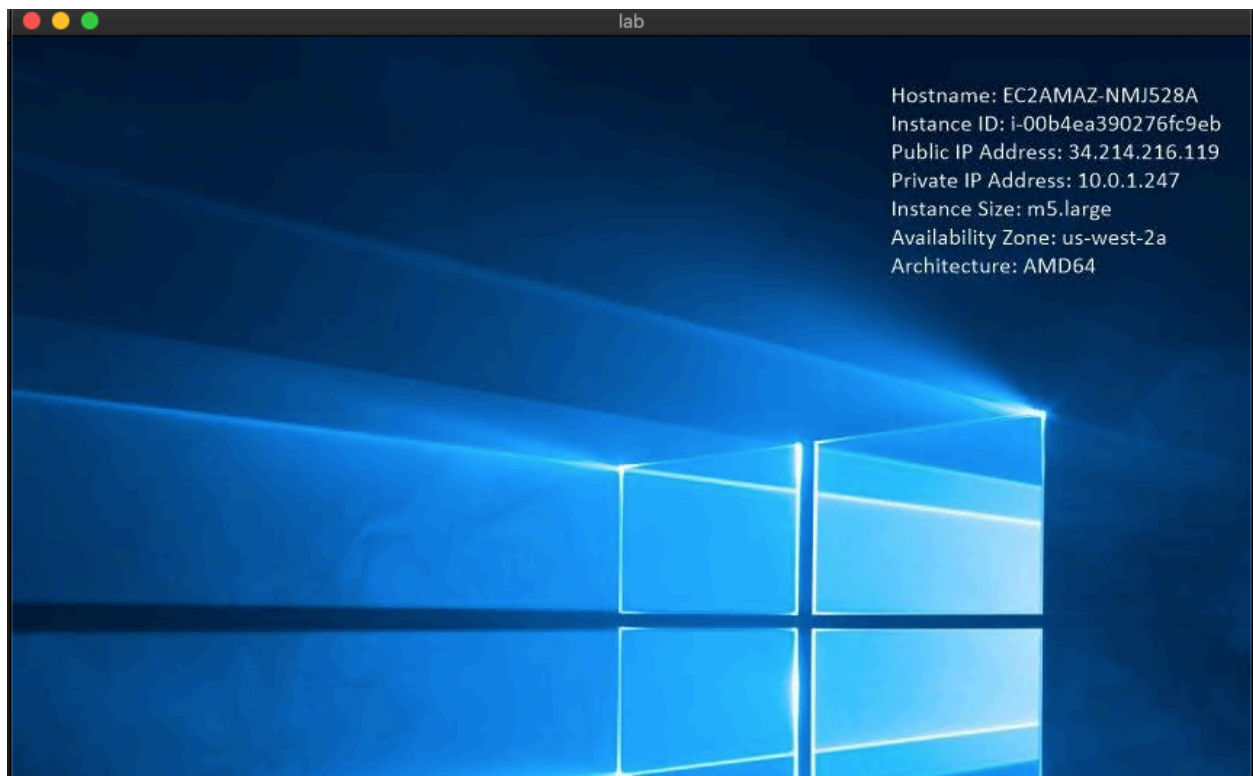 lab
Hostname: EC2AMAZ-NMJ528A
Instance ID: i-00b4ea390276fc9eb
Public IP Address: 34.214.216.119
Private IP Address: 10.0.1.247
Instance Size: m5.large
Availability Zone: us-west-2a
Architecture: AMD64